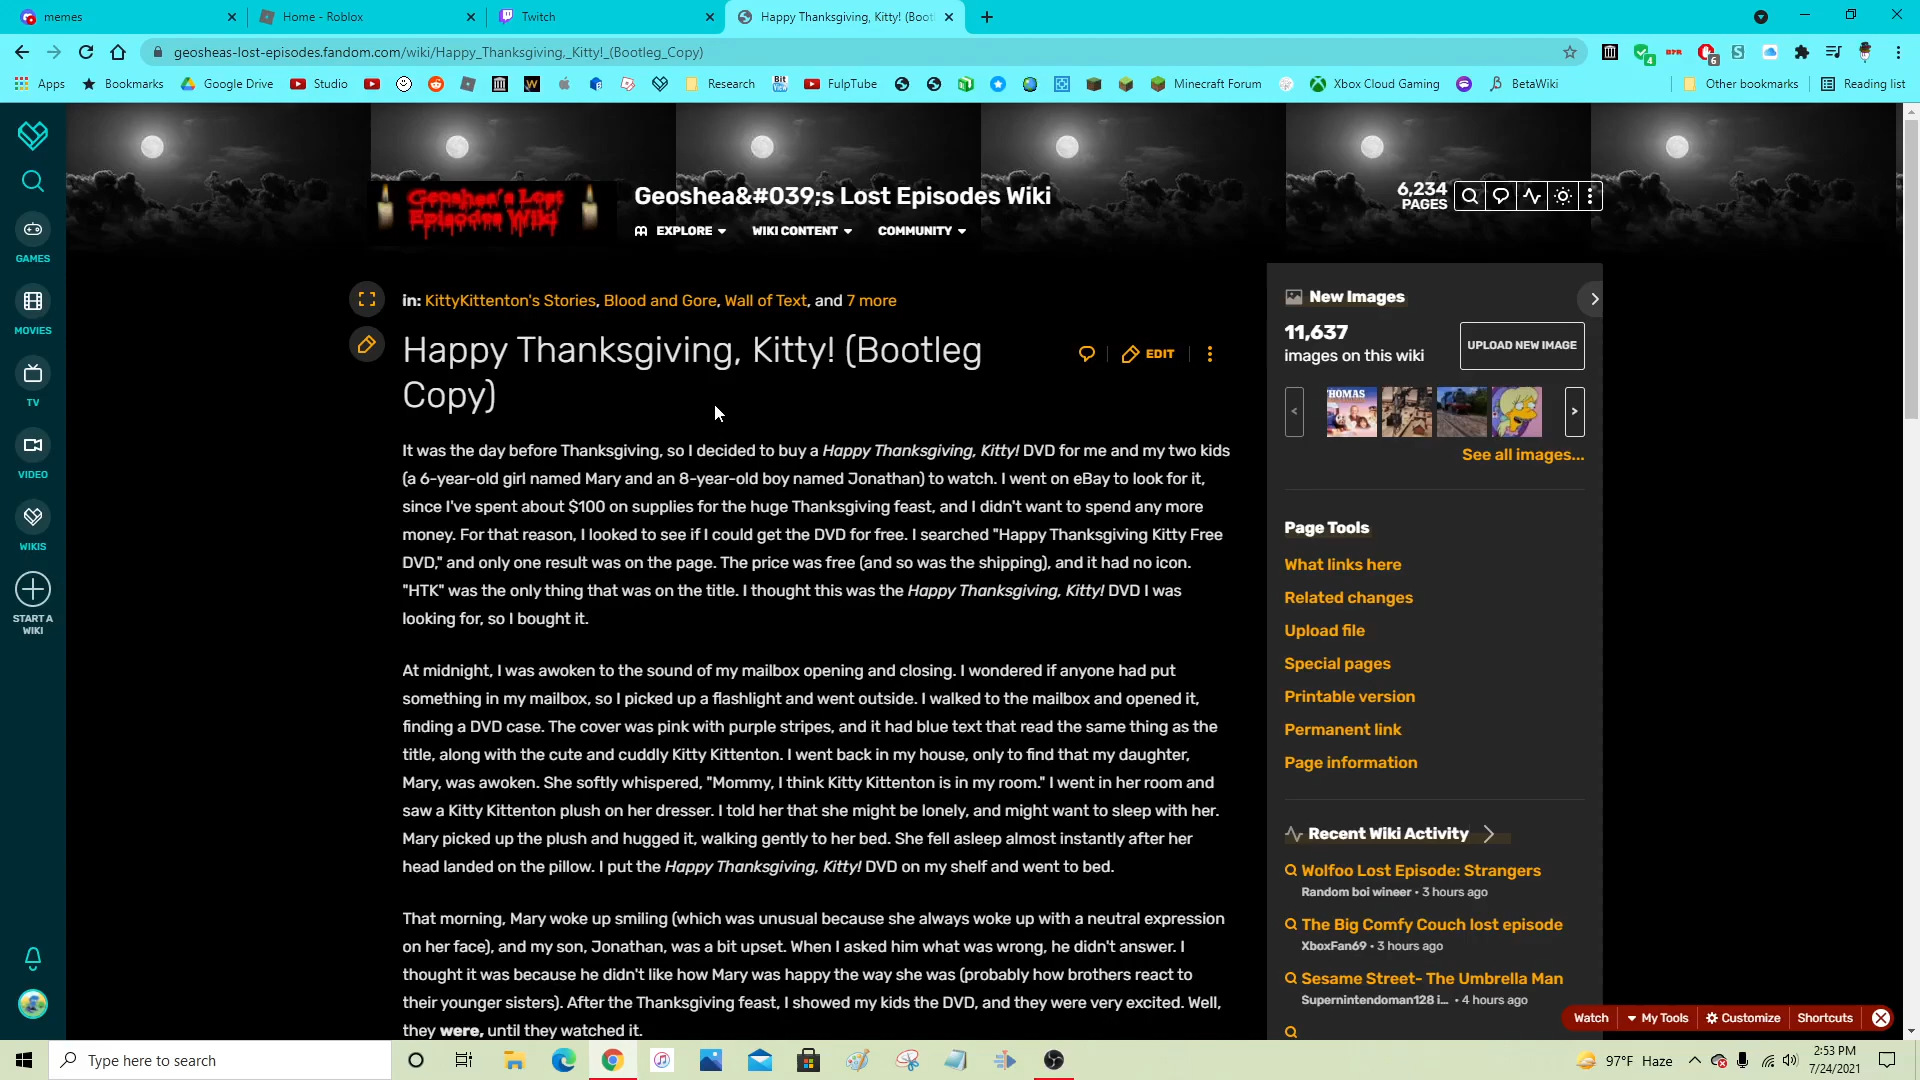 memes
Home - Roblox
Twitch
Happy Thanksgiving, Kitty! (Boot
geosheas-lost-episodes.fandom.com/wiki/Happy_Thanksgiving,_Kitty!_(Bootleg_Copy)
Apps
Bookmarks
Google Drive
Studio
Research
FulpTube
Minecraft Forum
Xbox Cloud Gaming
BetaWiki
Other bookmarks
Reading list
Geoshea's Lost
Episodes Wiki
Geoshea&#039;s Lost Episodes Wiki
EXPLORE
WIKI CONTENT
COMMUNITY
6,234
PAGES
GAMES
MOVIES
TV
VIDEO
WIKIS
START A
WIKI
in: KittyKittenton's Stories, Blood and Gore, Wall of Text, and 7 more
Happy Thanksgiving, Kitty! (Bootleg
Copy)
EDIT
It was the day before Thanksgiving, so I decided to buy a Happy Thanksgiving, Kitty! DVD for me and my two kids
(a 6-year-old girl named Mary and an 8-year-old boy named Jonathan) to watch. I went on eBay to look for it,
since I've spent about $100 on supplies for the huge Thanksgiving feast, and I didn't want to spend any more
money. For that reason, I looked to see if I could get the DVD for free. I searched "Happy Thanksgiving Kitty Free
DVD," and only one result was on the page. The price was free (and so was the shipping), and it had no icon.
"HTK" was the only thing that was on the title. I thought this was the Happy Thanksgiving, Kitty! DVD I was
looking for, so I bought it.
At midnight, I was awoken to the sound of my mailbox opening and closing. I wondered if anyone had put
something in my mailbox, so I picked up a flashlight and went outside. I walked to the mailbox and opened it,
finding a DVD case. The cover was pink with purple stripes, and it had blue text that read the same thing as the
title, along with the cute and cuddly Kitty Kittenton. I went back in my house, only to find that my daughter,
Mary, was awoken. She softly whispered, "Mommy, I think Kitty Kittenton is in my room." I went in her room and
saw a Kitty Kittenton plush on her dresser. I told her that she might be lonely, and might want to sleep with her.
Mary picked up the plush and hugged it, walking gently to her bed. She fell asleep almost instantly after her
head landed on the pillow. I put the Happy Thanksgiving, Kitty! DVD on my shelf and went to bed.
That morning, Mary woke up smiling (which was unusual because she always woke up with a neutral expression
on her face), and my son, Jonathan, was a bit upset. When I asked him what was wrong, he didn't answer. I
thought it was because he didn't like how Mary was happy the way she was (probably how brothers react to
their younger sisters). After the Thanksgiving feast, I showed my kids the DVD, and they were very excited. Well,
they were, until they watched it.
New Images
11,637
images on this wiki
UPLOAD NEW IMAGE
THOMAS
See all images...
Page Tools
What links here
Related changes
Upload file
Special pages
Printable version
Permanent link
Page information
Recent Wiki Activity
Wolfoo Lost Episode: Strangers
Random boi wineer • 3 hours ago
The Big Comfy Couch lost episode
XboxFan69 • 3 hours ago
Sesame Street- The Umbrella Man
Supernintendoman128 i... • 4 hours ago
Watch
My Tools
Customize
Shortcuts
Type here to search
97°F Haze
2:53 PM
7/24/2021